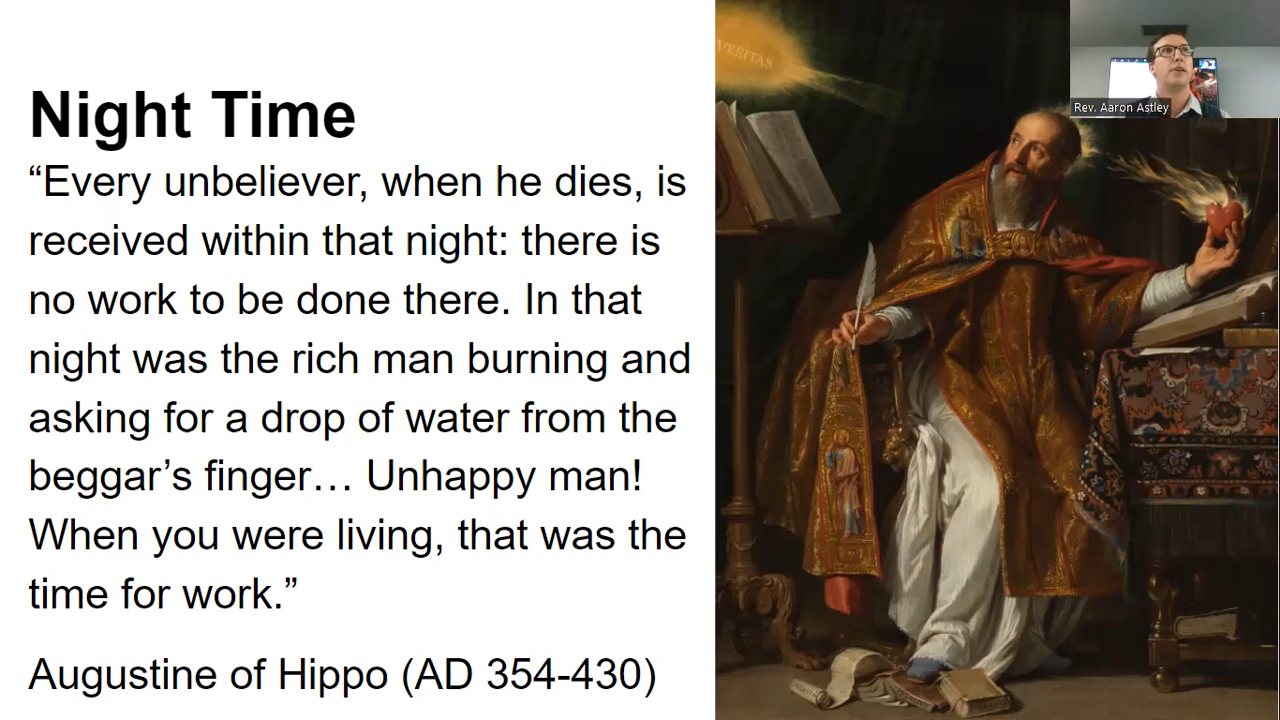 Night Time
“Every unbeliever, when he dies, is
received within that night: there is
no work to be done there. In that
night was the rich man burning and
asking for a drop of water from the
beggar’s finger… Unhappy man!
When you were living, that was the
time for work.”
Augustine of Hippo (AD 354-430)
VERITAS
Rev. Aaron Astley